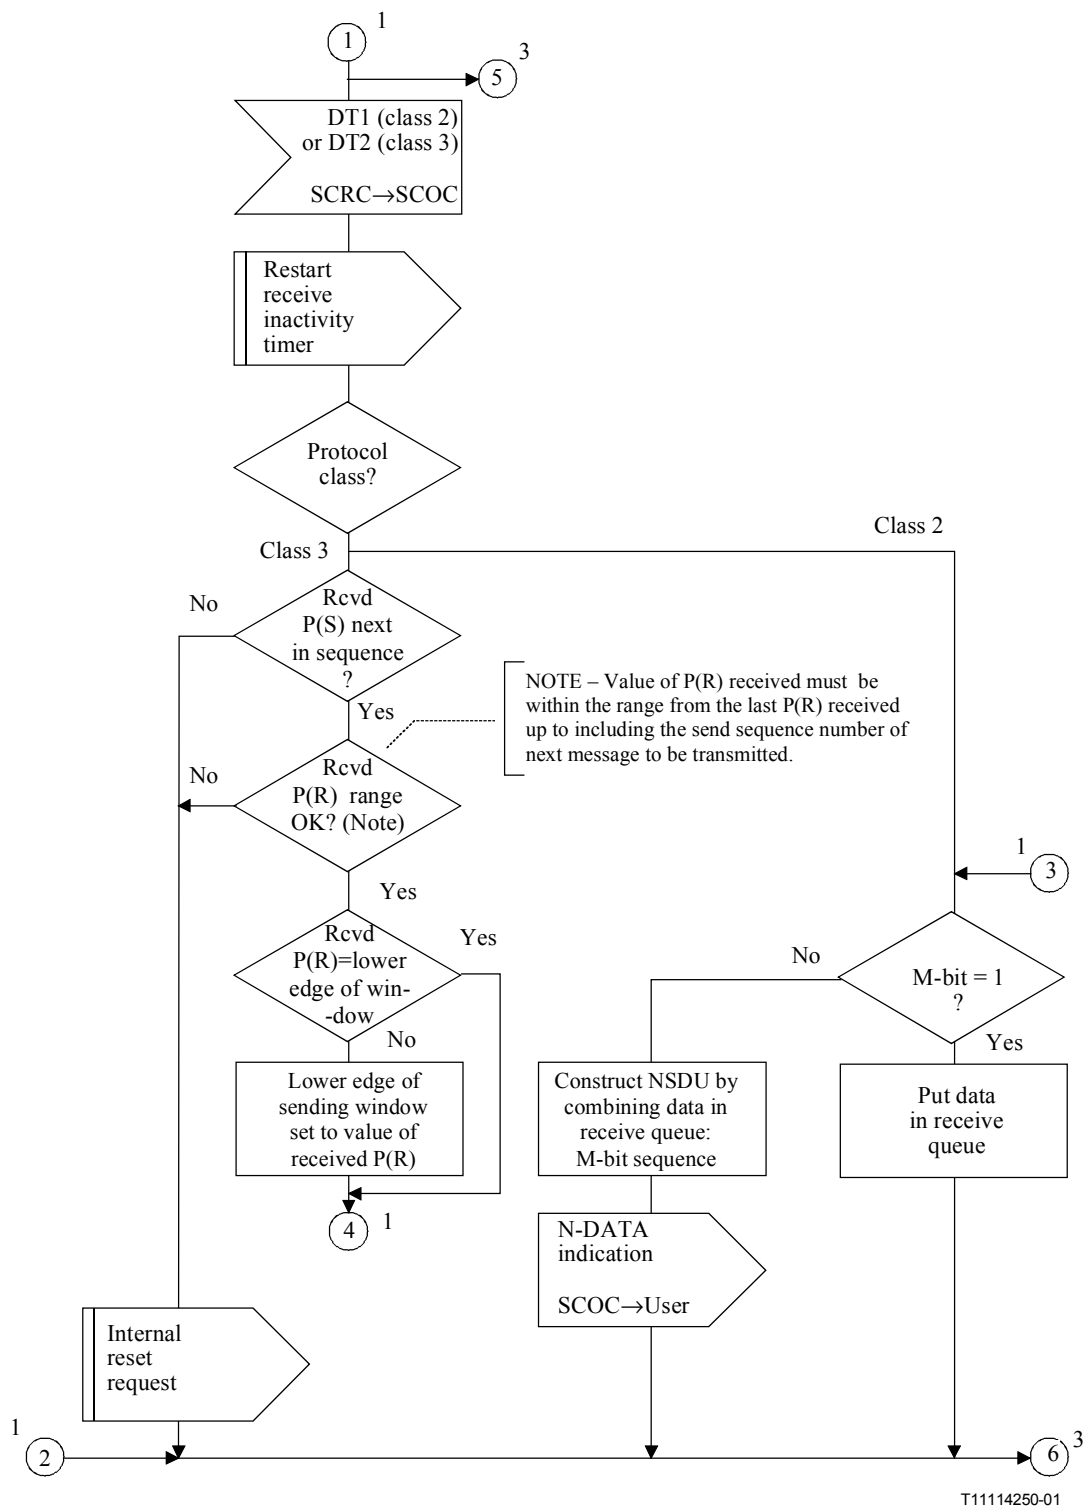 1
1
3
5
DT1 (class 2)
or DT2 (class 3)
SCRC→SCOC
Restart
receive
inactivity
timer
Protocol
class?
Class 3
Class 2
No
Rcvd
P(S) next
in sequence
?
Yes
NOTE – Value of P(R) received must be
within the range from the last P(R) received
up to including the send sequence number of
next message to be transmitted.
No
Rcvd
P(R) range
OK? (Note)
Yes
1
3
Rcvd
P(R)=lower
edge of win-
-dow
Yes
No
No
M-bit = 1
?
Yes
Lower edge of
sending window
set to value of
received P(R)
Construct NSDU by
combining data in
receive queue:
M-bit sequence
Put data
in receive
queue
4
1
N-DATA
indication
SCOC→User
Internal
reset
request
1
2
6
3
T11114250-01